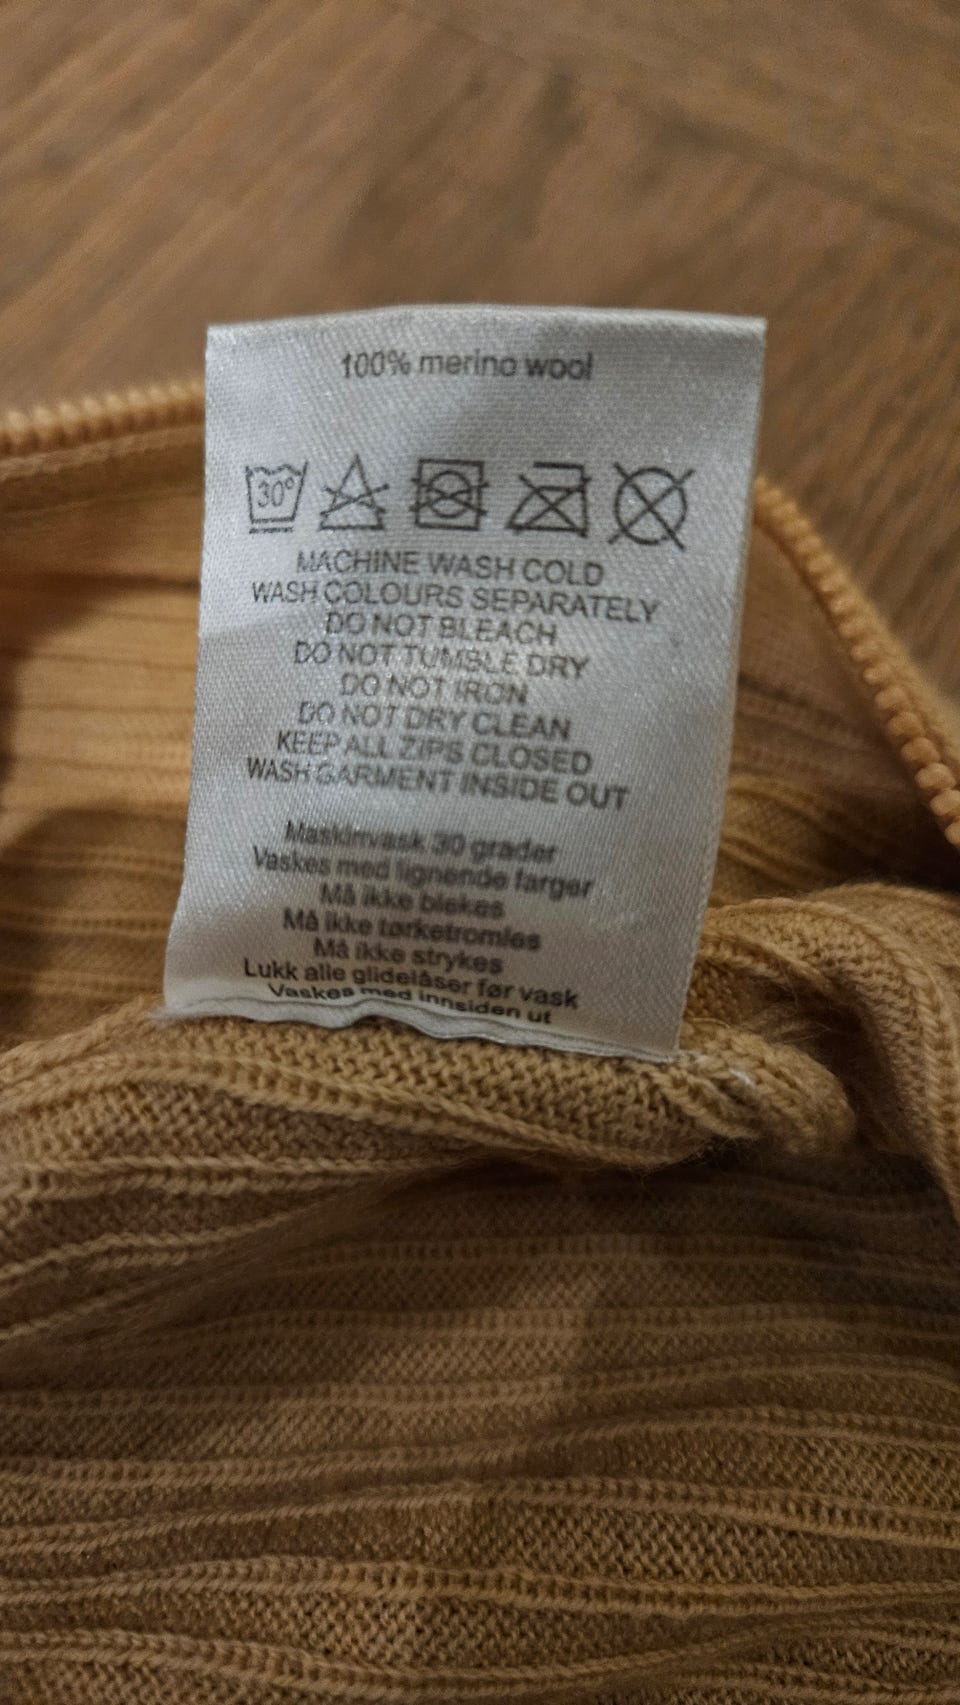 100% merino wool
30°
MACHINE WASH COLD
WASH COLOURS SEPARATELY
DO NOT BLEACH
DO NOT TUMBLE DRY
DO NOT IRON
DO NOT DRY CLEAN
KEEP ALL ZIPS CLOSED
WASH GARMENT INSIDE OUT
Maskinvask 30 grader
Vaskes med lignende farger
Må ikke blekes
Må ikke tørketromles
Må ikke strykes
Lukk alle glidelåser før vask
Vaskes med innsiden ut